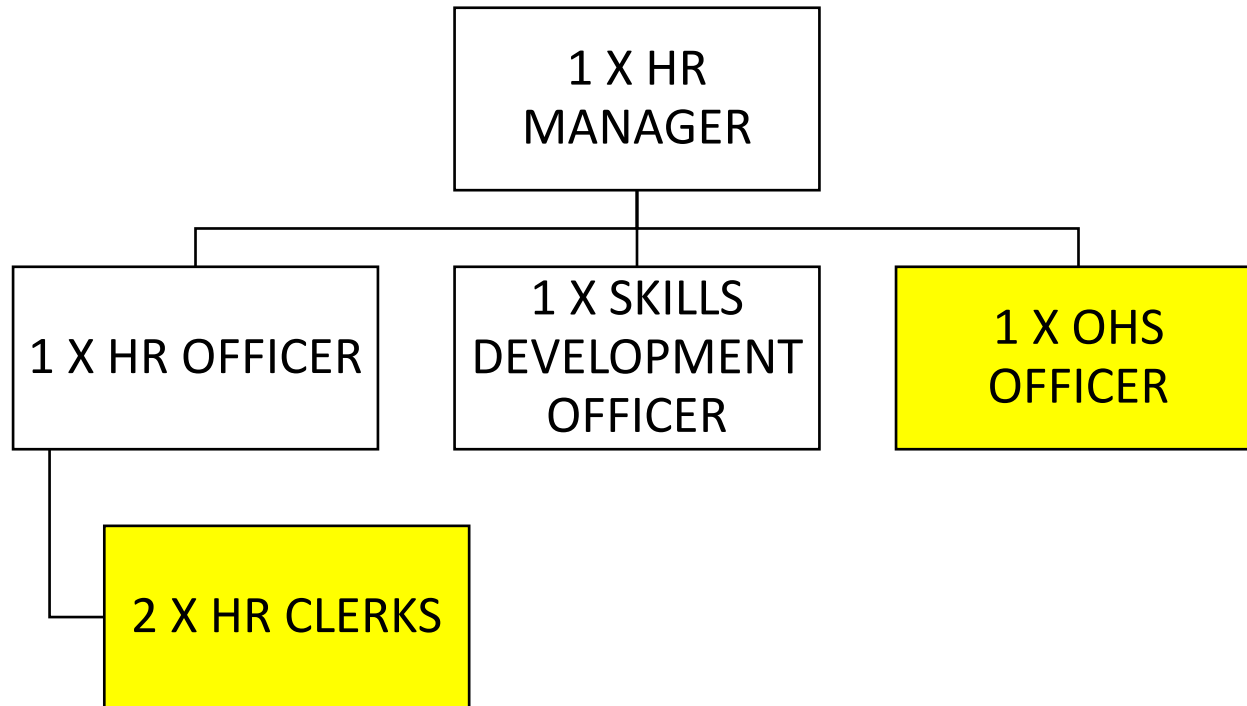 1 X HR
MANAGER
1 X HR OFFICER
1 X SKILLS
DEVELOPMENT
OFFICER
1 X OHS
OFFICER
2 X HR CLERKS